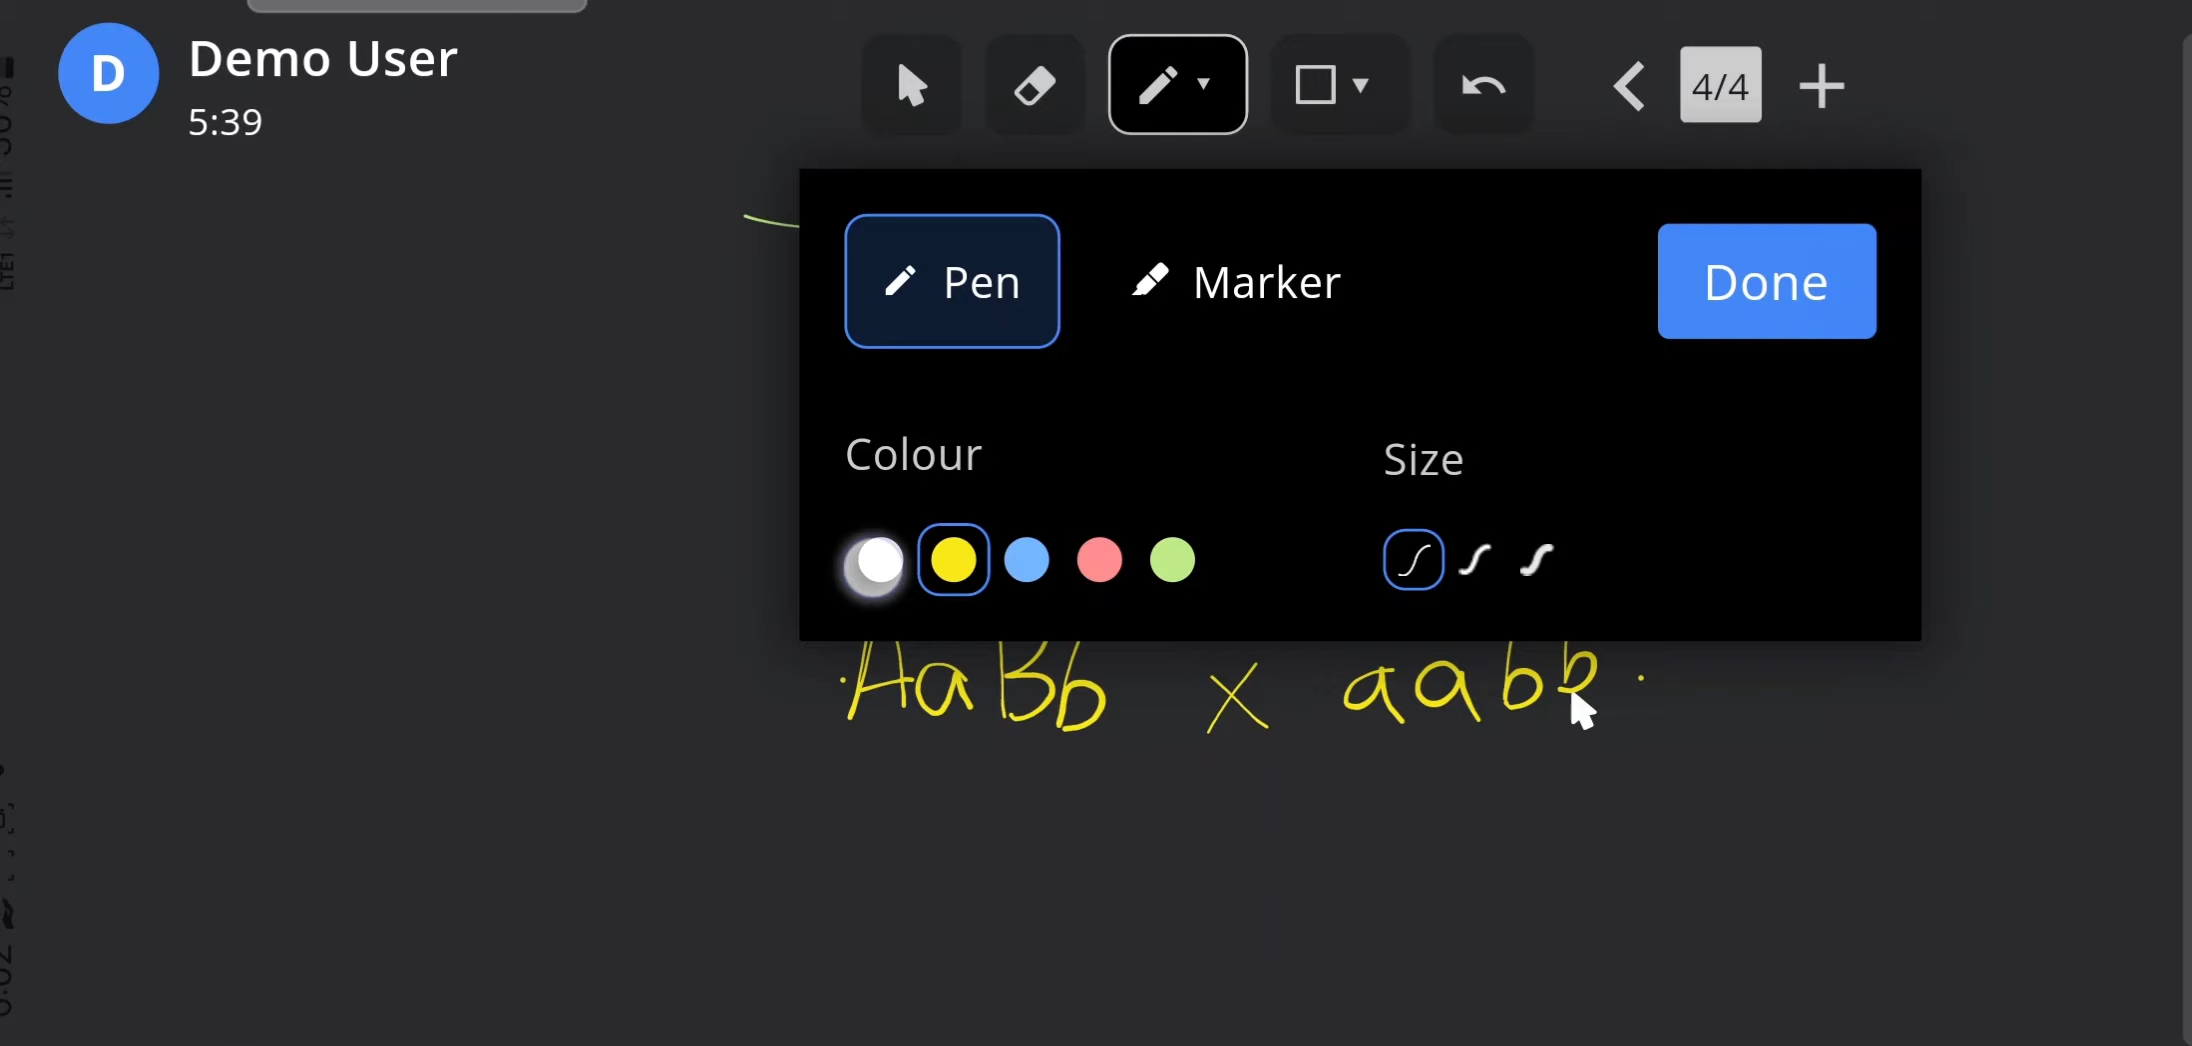 D Demo User
5:39
4/4
Pen Marker Done
Colour Size
AaBb × aabb